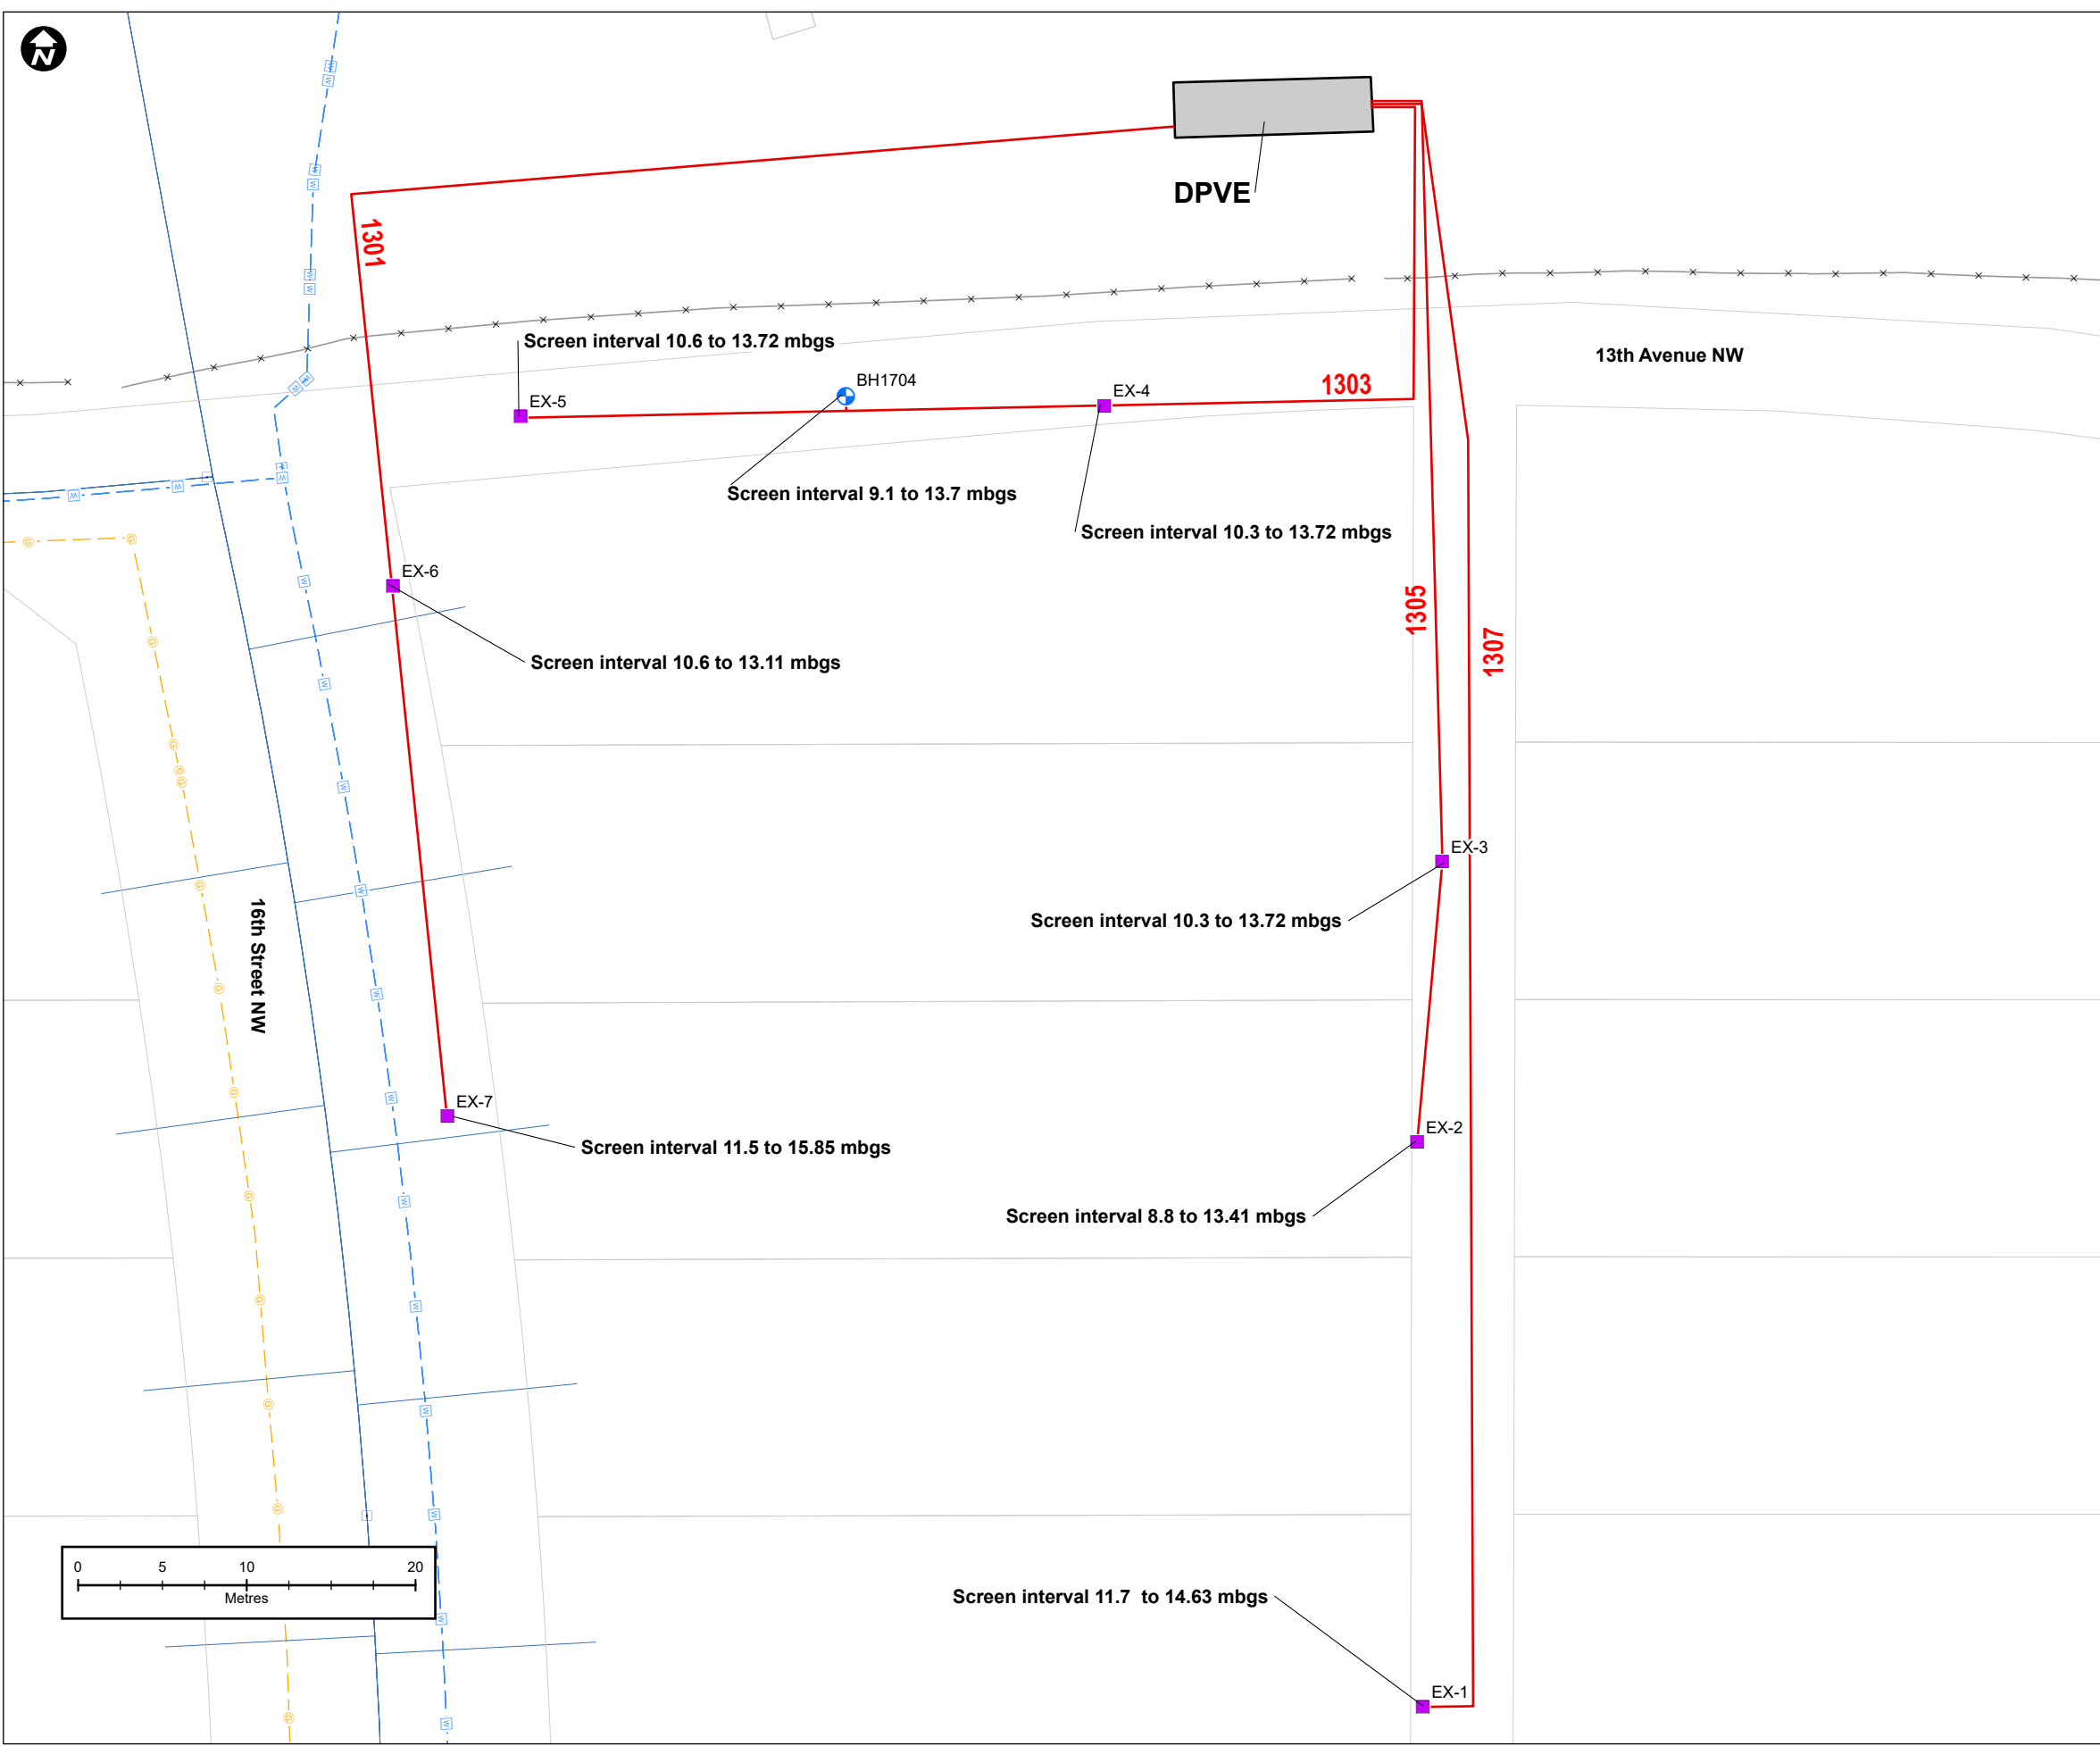 N
DPVE
1301
Screen interval 10.6 to 13.72 mbgs
13th Avenue NW
BH1704
EX-5
EX-4
1303
Screen interval 9.1 to 13.7 mbgs
Screen interval 10.3 to 13.72 mbgs
EX-6
1305
1307
Screen interval 10.6 to 13.11 mbgs
EX-3
Screen interval 10.3 to 13.72 mbgs
16th Street NW
EX-7
EX-2
Screen interval 11.5 to 15.85 mbgs
Screen interval 8.8 to 13.41 mbgs
0 5 10 20
Metres
Screen interval 11.7 to 14.63 mbgs
EX-1